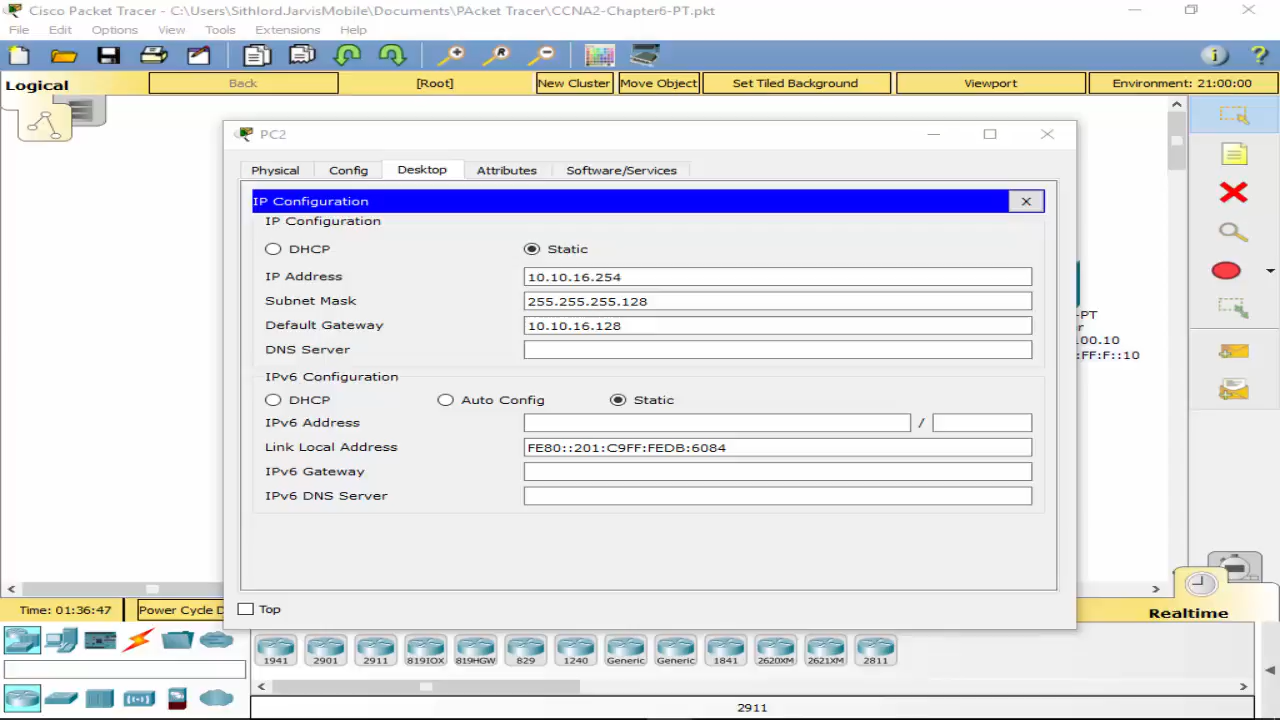 Cisco Packet Tracer - C:\Users\Sithlord.JarvisMobile\Documents\PAcket Tracer\CCNA2-Chapter6-PT.pkt
File Edit Options View Tools Extensions Help
Logical Back [Root] New Cluster Move Object Set Tiled Background Viewport Environment: 21:00:00
PC2
Physical Config Desktop Attributes Software/Services
IP Configuration X
IP Configuration
DHCP Static
IP Address 10.10.16.254
Subnet Mask 255.255.255.128
Default Gateway 10.10.16.128
DNS Server
IPv6 Configuration
DHCP Auto Config Static
IPv6 Address /
Link Local Address FE80::201:C9FF:FEDB:6084
IPv6 Gateway
IPv6 DNS Server
Top
-PT
r
00.10
:FF:F::10
Time: 01:36:47 Power Cycle D
Realtime
1941 2901 2911 819IOX 819HGW 829 1240 Generic Generic 1841 2620XM 2621XM 2811
2911